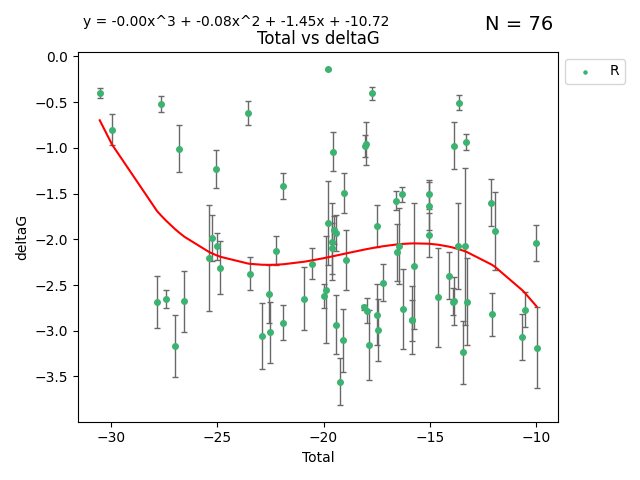 y = -0.00x^3 + -0.08x^2 + -1.45x + -10.72
N = 76
Total vs deltaG
R
0.0
−0.5
−1.0
−1.5
−2.0
−2.5
−3.0
−3.5
deltaG
−30
−25
−20
−15
−10
Total